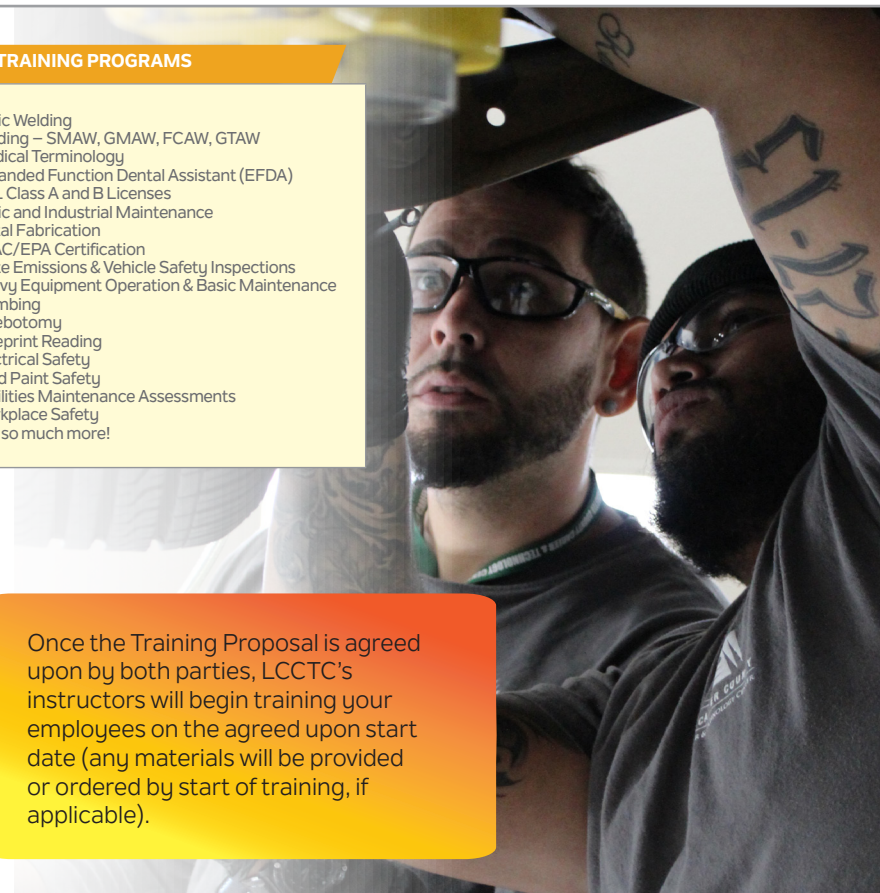 TRAINING PROGRAMS
ic Welding
ding – SMAW, GMAW, FCAW, GTAW
dical Terminology
anded Function Dental Assistant (EFDA)
L Class A and B Licenses
ic and Industrial Maintenance
al Fabrication
AC/EPA Certification
te Emissions & Vehicle Safety Inspections
vy Equipment Operation & Basic Maintenance
mbing
ebotomy
eprint Reading
ctrical Safety
d Paint Safety
ilities Maintenance Assessments
kplace Safety
so much more!
Once the Training Proposal is agreed
upon by both parties, LCCTC’s
instructors will begin training your
employees on the agreed upon start
date (any materials will be provided
or ordered by start of training, if
applicable).